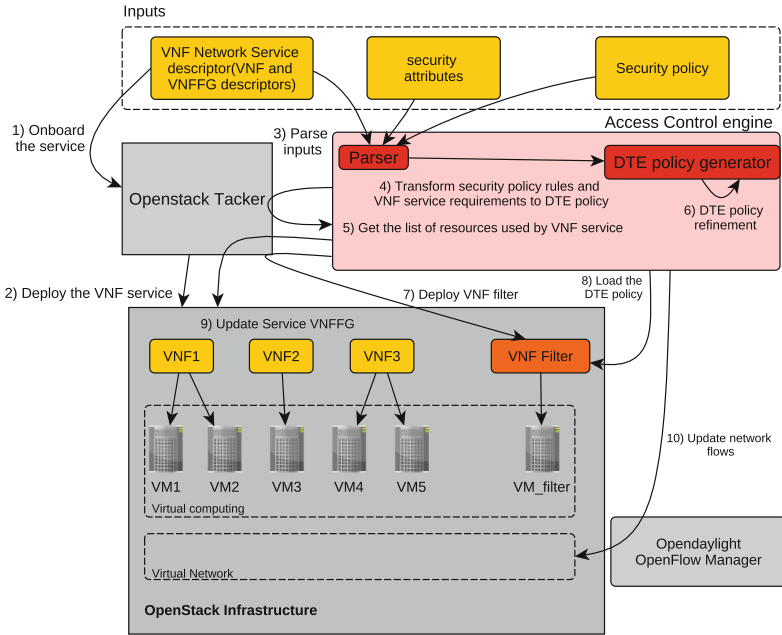 Inputs
VNF Network Service
descriptor(VNF and
VNFFG descriptors)
security
attributes
Security policy
1) Onboard
the service
3) Parse
inputs
Access Control engine
Parser
DTE policy generator
Openstack Tacker
4) Transform security policy rules and
VNF service requirements to DTE policy
6) DTE policy
refinement
5) Get the list of resources used by VNF service
2) Deploy the VNF service
7) Deploy VNF filter
8) Load the
DTE policy
9) Update Service VNFFG
VNF1
VNF2
VNF3
VNF Filter
10) Update network
flows
VM1
VM2
VM3
VM4
VM5
VM_filter
Virtual computing
Opendaylight
OpenFlow Manager
Virtual Network
OpenStack Infrastructure